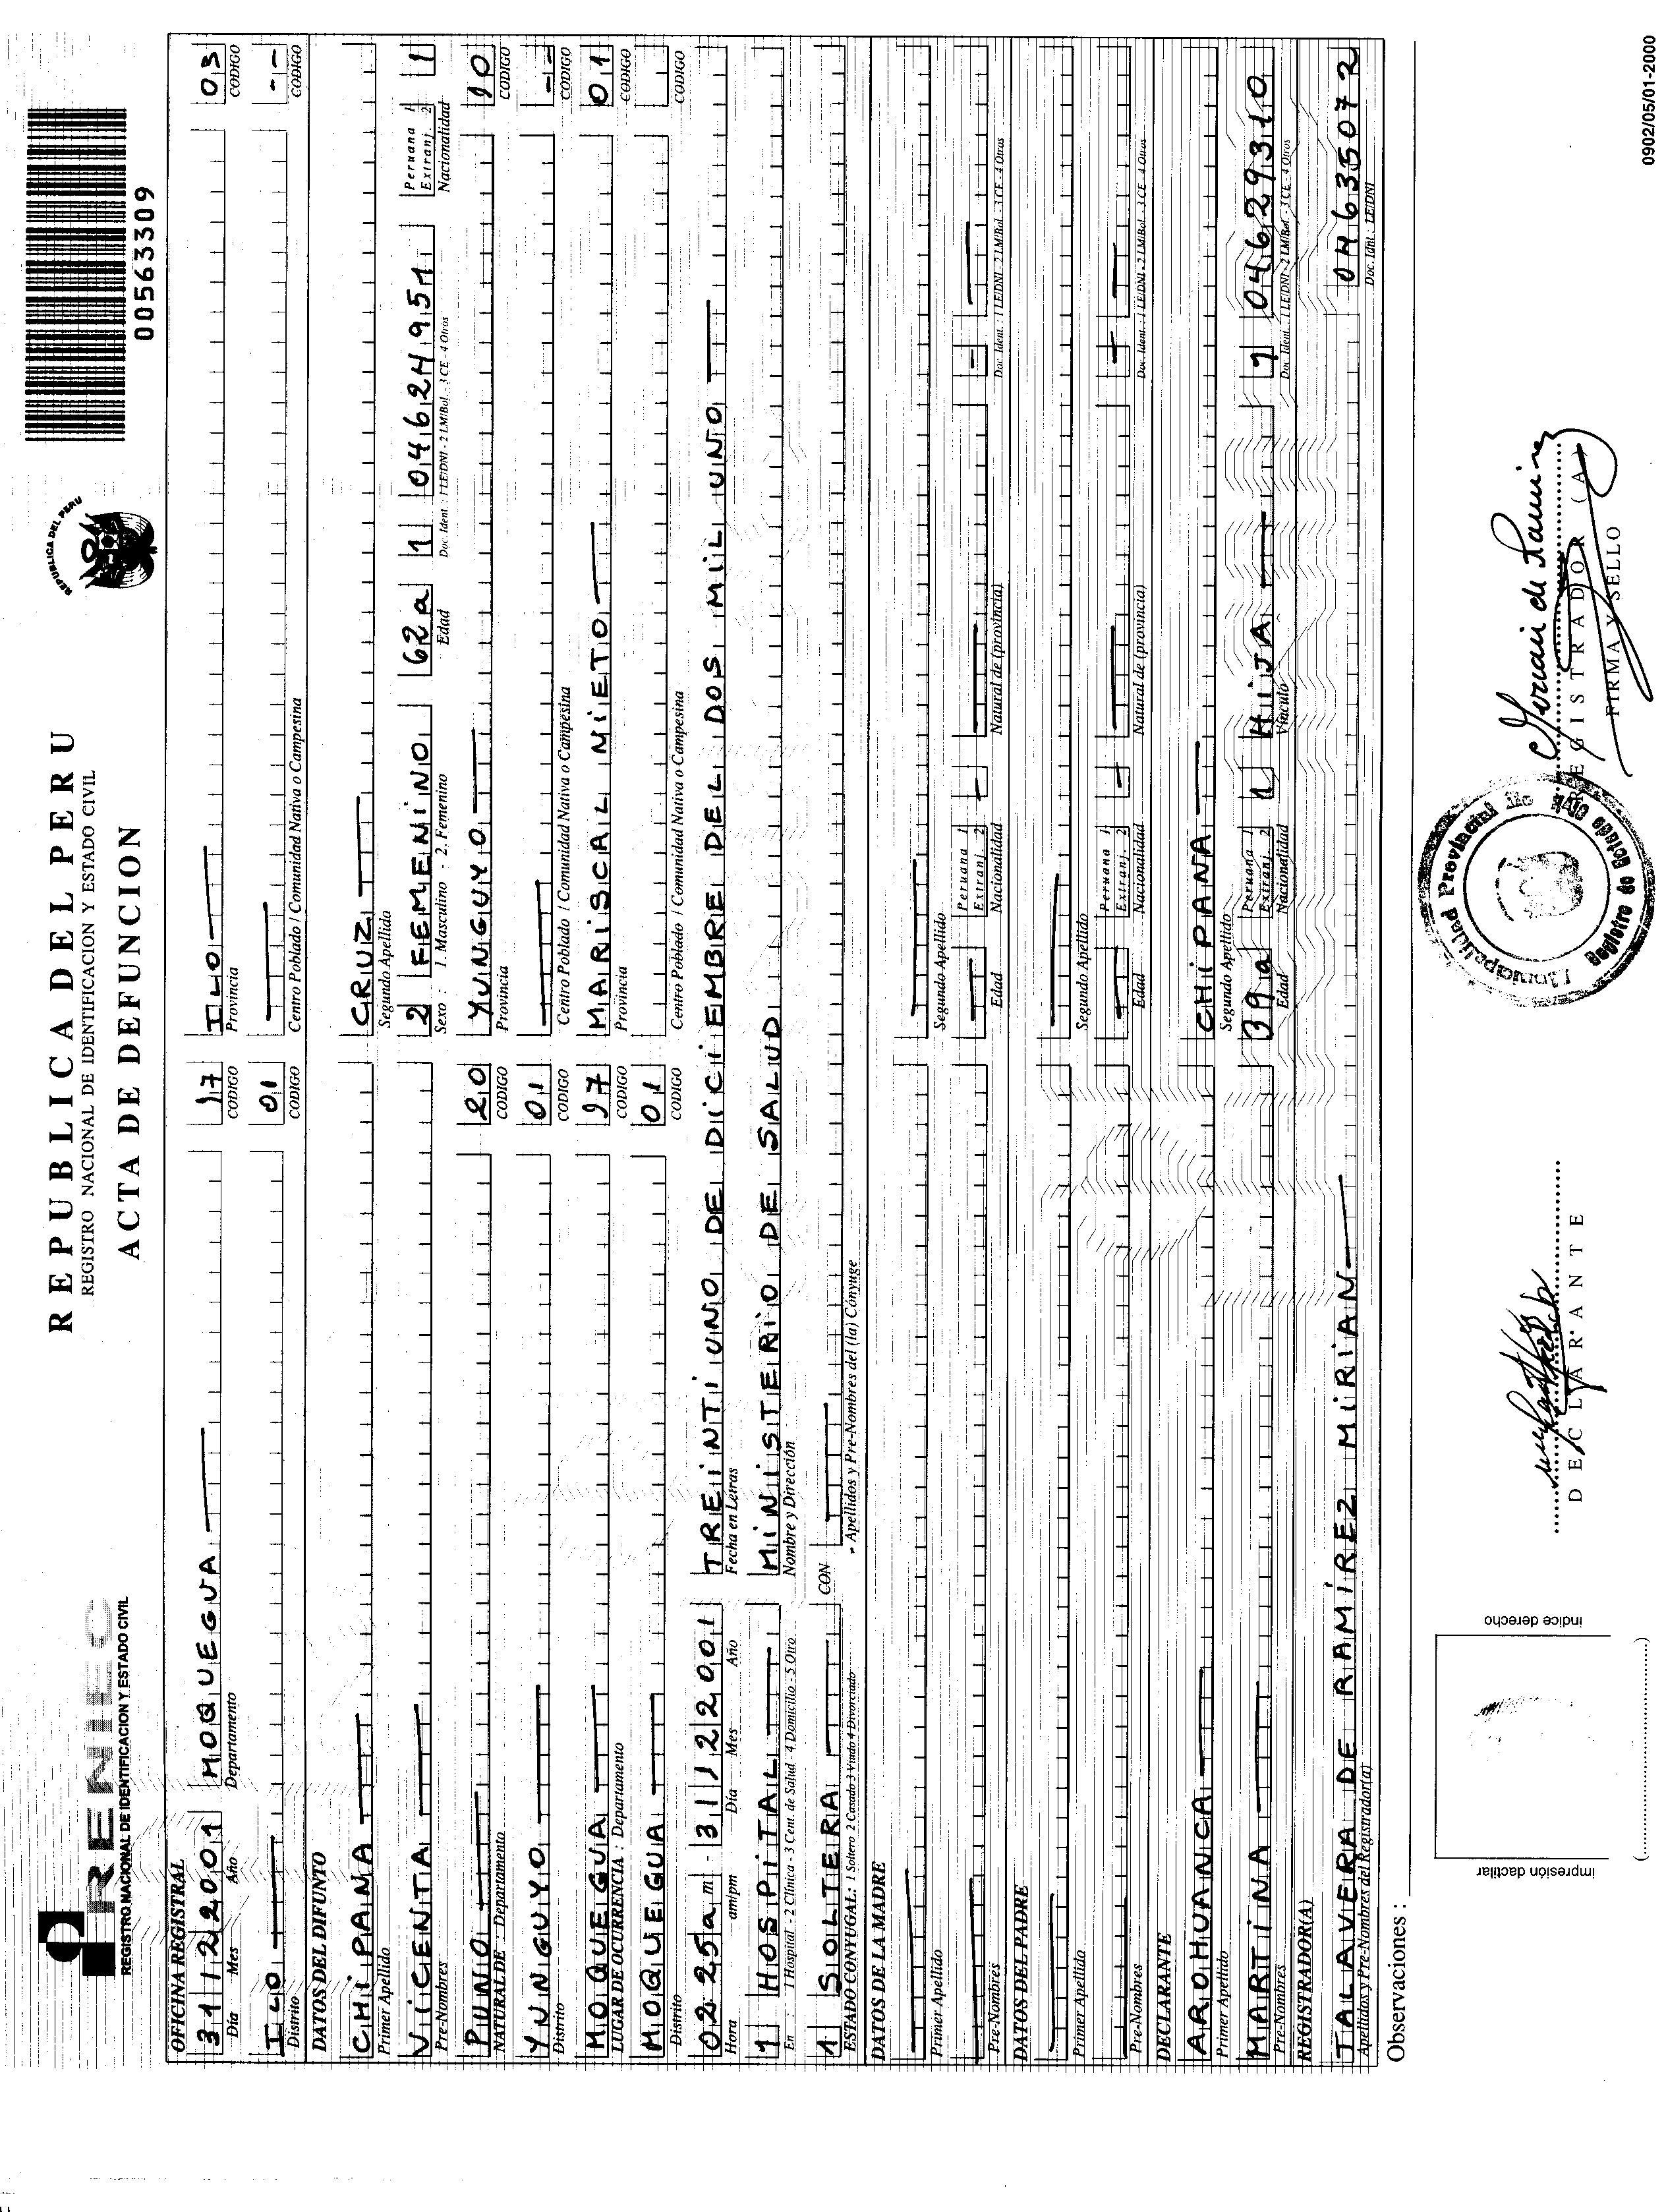 RENIEC
REGISTRO NACIONAL DE IDENTIFICACION Y ESTADO CIVIL
REPUBLICA DEL PERU
REGISTRO NACIONAL DE IDENTIFICACION Y ESTADO CIVIL
ACTA DE DEFUNCION
REPUBLICA DEL PERU
00563309
OFICINA REGISTRAL
31 12 2001 MOQUEGUA 17 ILO 03
Día Mes Año Departamento CODIGO Provincia CODIGO
ILO 01 --
Distrito CODIGO Centro Poblado / Comunidad Nativa o Campesina CODIGO
DATOS DEL DIFUNTO
CHIPANA CRUZ
Primer Apellido Segundo Apellido
VICENTA 2 FEMENINO 62a 1 04624951 Peruana 1 Extranj. 2 1
Pre-Nombres Sexo : 1. Masculino - 2. Femenino Edad Doc. Ident. : 1 LE/DNI - 2 LM/Bol. - 3 CE - 4 Otros Nacionalidad
PUNO 20 YUNGUYO 10
NATURAL DE : Departamento CODIGO Provincia CODIGO
YUNGUYO 01 --
Distrito CODIGO Centro Poblado / Comunidad Nativa o Campesina CODIGO
MOQUEGUA 17 MARISCAL NIETO 01
LUGAR DE OCURRENCIA : Departamento CODIGO Provincia CODIGO
MOQUEGUA 01
Distrito CODIGO Centro Poblado / Comunidad Nativa o Campesina CODIGO
02:25am - 31 12 2001 TREINTIUNO DE DICIEMBRE DEL DOS MIL UNO
Hora am/pm Día Mes Año Fecha en Letras
1 HOSPITAL MINISTERIO DE SALUD
En : 1 Hospital - 2 Clínica - 3 Cent. de Salud - 4 Domicilio - 5 Otro Nombre y Dirección
1 SOLTERA CON
ESTADO CONYUGAL: 1 Soltero 2 Casado 3 Viudo 4 Divorciado Apellidos y Pre-Nombres del (la) Cónyuge
DATOS DE LA MADRE
Primer Apellido Segundo Apellido
- Peruana 1 Extranj. 2 - -
Pre-Nombres Edad Nacionalidad Natural de (provincia) Doc. Ident. : 1 LE/DNI - 2 LM/Bol. - 3 CE - 4 Otros
DATOS DEL PADRE
Primer Apellido Segundo Apellido
- Peruana 1 Extranj. 2 - -
Pre-Nombres Edad Nacionalidad Natural de (provincia) Doc. Ident. : 1 LE/DNI - 2 LM/Bol. - 3 CE - 4 Otros
DECLARANTE
AROHUANCA CHIPANA
Primer Apellido Segundo Apellido
MARTINA 39a Peruana 1 Extranj. 2 1 HIJA 1 04629310
Pre-Nombres Edad Nacionalidad Vínculo Doc. Ident. : 1 LE/DNI - 2 LM/Bol. - 3 CE - 4 Otros
REGISTRADOR(A)
TALAVERA DE RAMÍREZ MIRIAN 04635072
Apellidos y Pre-Nombres del Registrador(a) Doc. Idnt. : LE/DNI
Observaciones :
impresión dactilar
indice derecho
DECLARANTE
Municipalidad Provincial de Ilo
Registro de Estado Civil
REGISTRADOR (A)
FIRMA Y SELLO
0902/05/01-2000